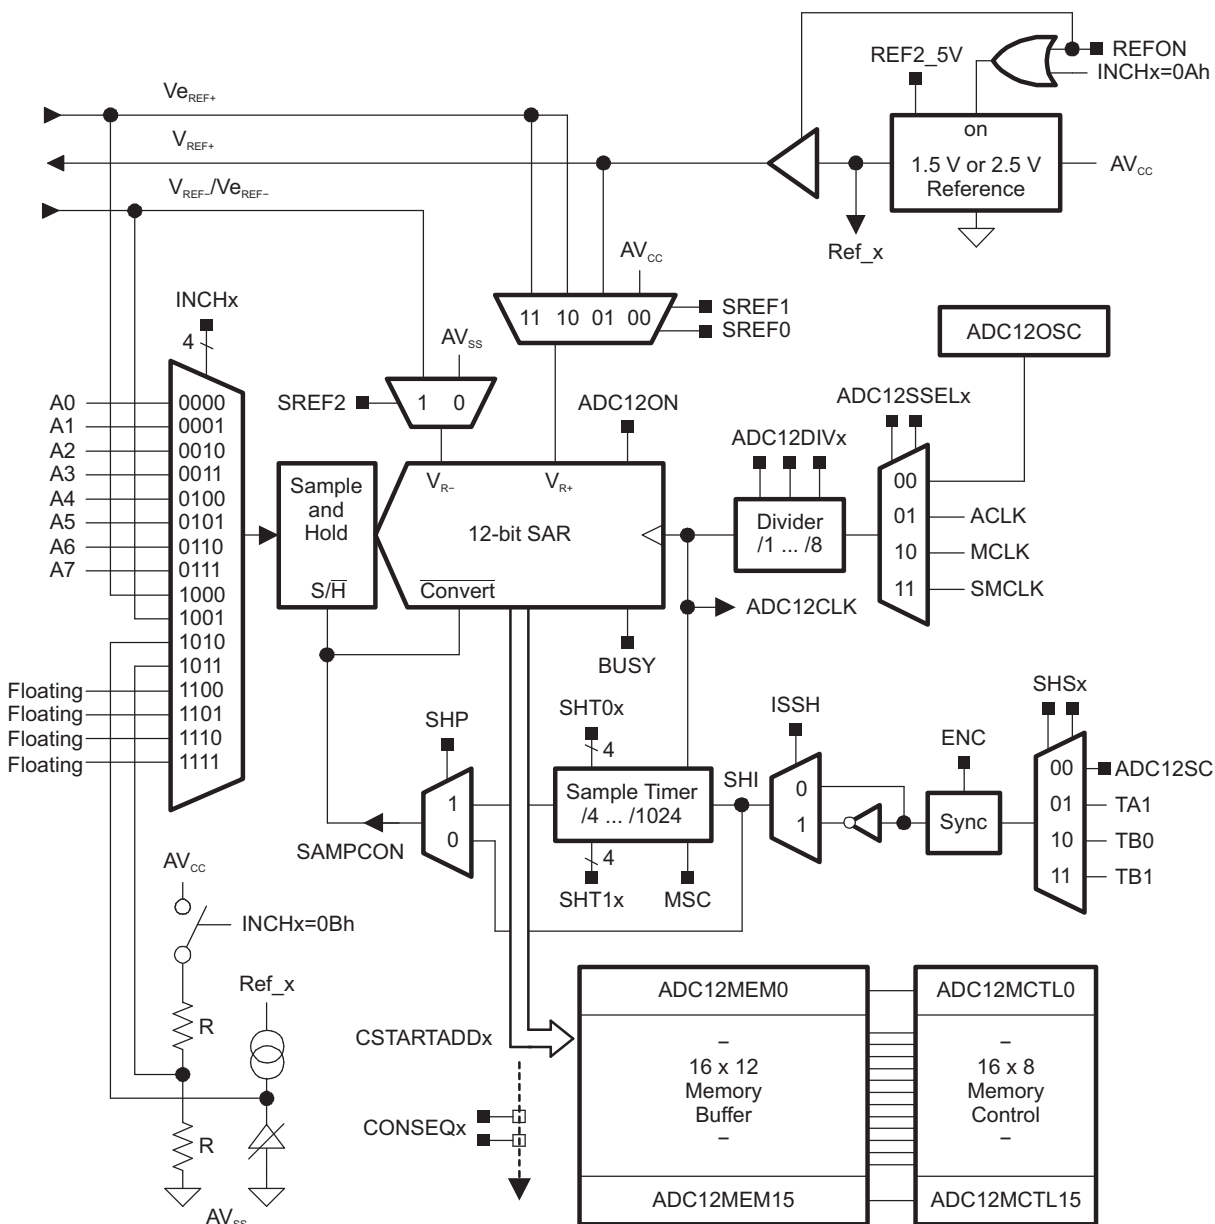 REFON
INCHx=0Ah
REF2_5V
VeREF+
VREF+
VREF−/VeREF−
on
1.5 V or 2.5 V
Reference
AVCC
Ref_x
AVCC
INCHx
4
11 10 01 00
SREF1
SREF0
ADC12OSC
AVSS
SREF2
1 0
ADC12ON
ADC12SSELx
ADC12DIVx
A0
A1
A2
A3
A4
A5
A6
A7
Floating
Floating
Floating
Floating
0000
0001
0010
0011
0100
0101
0110
0111
1000
1001
1010
1011
1100
1101
1110
1111
Sample
and
Hold
S/H
VR−
VR+
12-bit SAR
Convert
Divider
/1 ... /8
00
01
10
11
ACLK
MCLK
SMCLK
ADC12CLK
BUSY
SHP
SHT0x
4
ISSH
ENC
SHSx
1
0
SAMPCON
Sample Timer
/4 ... /1024
SHI
0
1
Sync
00
01
10
11
ADC12SC
TA1
TB0
TB1
4
SHT1x
MSC
AVCC
INCHx=0Bh
Ref_x
R
R
AVSS
CSTARTADDx
CONSEQx
ADC12MEM0
–
16 x 12
Memory
Buffer
–
ADC12MEM15
ADC12MCTL0
–
16 x 8
Memory
Control
–
ADC12MCTL15